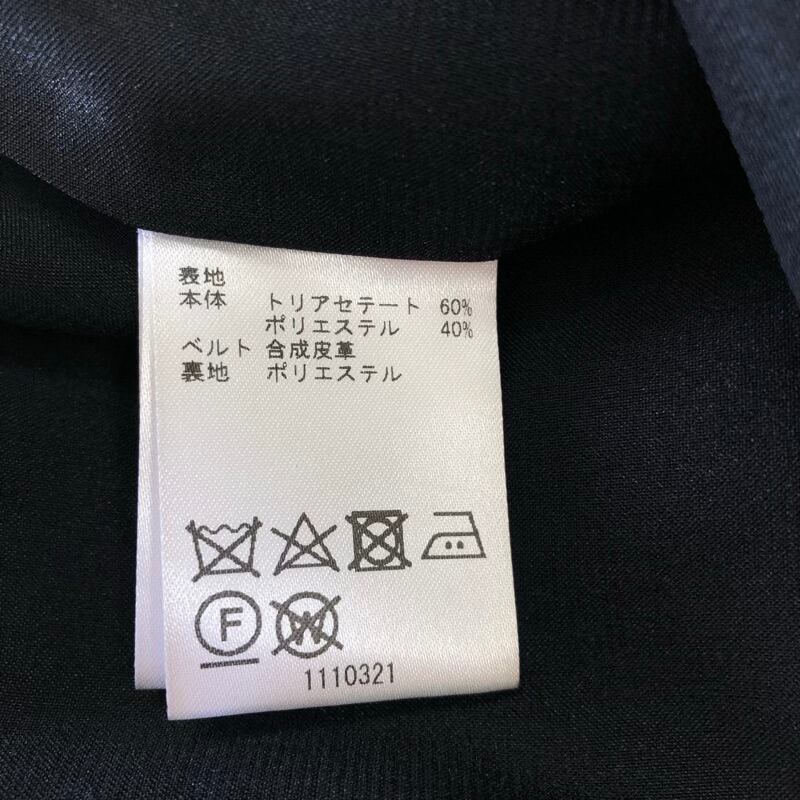 表地
本体 トリアセテート 60%
ポリエステル 40%
ベルト 合成皮革
裏地 ポリエステル
F W
1110321